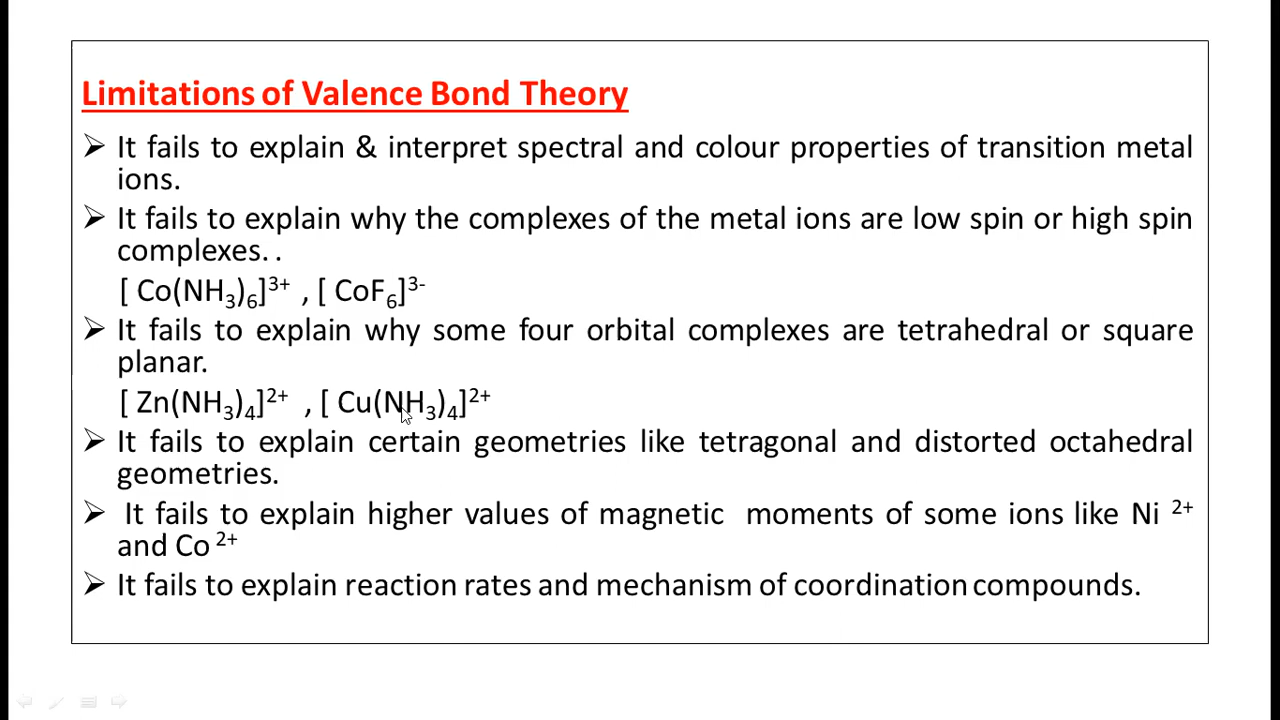 Limitations of Valence Bond Theory
➢ It fails to explain & interpret spectral and colour properties of transition metal
ions.
➢ It fails to explain why the complexes of the metal ions are low spin or high spin
complexes. .
[ Co(NH₃)₆]³⁺ , [ CoF₆]³⁻
➢ It fails to explain why some four orbital complexes are tetrahedral or square
planar.
[ Zn(NH₃)₄]²⁺ , [ Cu(NH₃)₄]²⁺
➢ It fails to explain certain geometries like tetragonal and distorted octahedral
geometries.
➢ It fails to explain higher values of magnetic moments of some ions like Ni ²⁺
and Co ²⁺
➢ It fails to explain reaction rates and mechanism of coordination compounds.